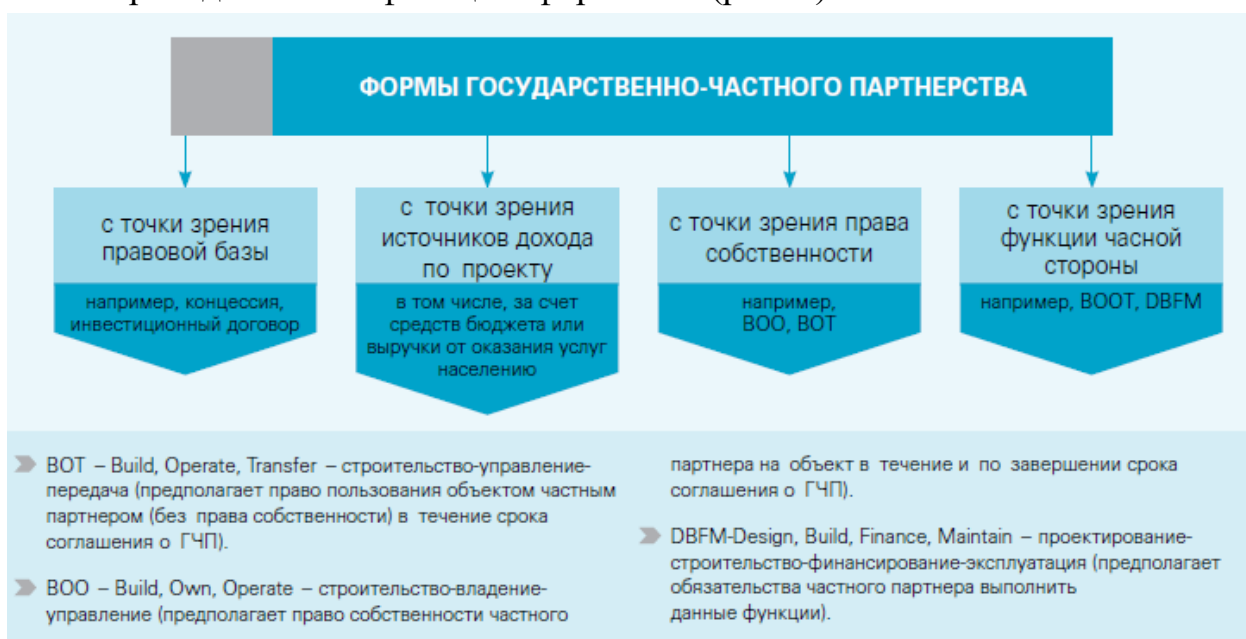 ФОРМЫ ГОСУДАРСТВЕННО-ЧАСТНОГО ПАРТНЕРСТВА
с точки зрения
правовой базы
например, концессия,
инвестиционный договор
с точки зрения
источников дохода
по проекту
в том числе, за счет
средств бюджета или
выручки от оказания услуг
населению
с точки зрения права
собственности
например,
BOO, BOT
с точки зрения
функции часной
стороны
например, BOOT, DBFM
BOT – Build, Operate, Transfer – строительство-управление-
передача (предполагает право пользования объектом частным
партнером (без права собственности) в течение срока
соглашения о ГЧП).
BOO – Build, Own, Operate – строительство-владение-
управление (предполагает право собственности частного
партнера на объект в течение и по завершении срока
соглашения о ГЧП).
DBFM-Design, Build, Finance, Maintain – проектирование-
строительство-финансирование-эксплуатация (предполагает
обязательства частного партнера выполнить
данные функции).